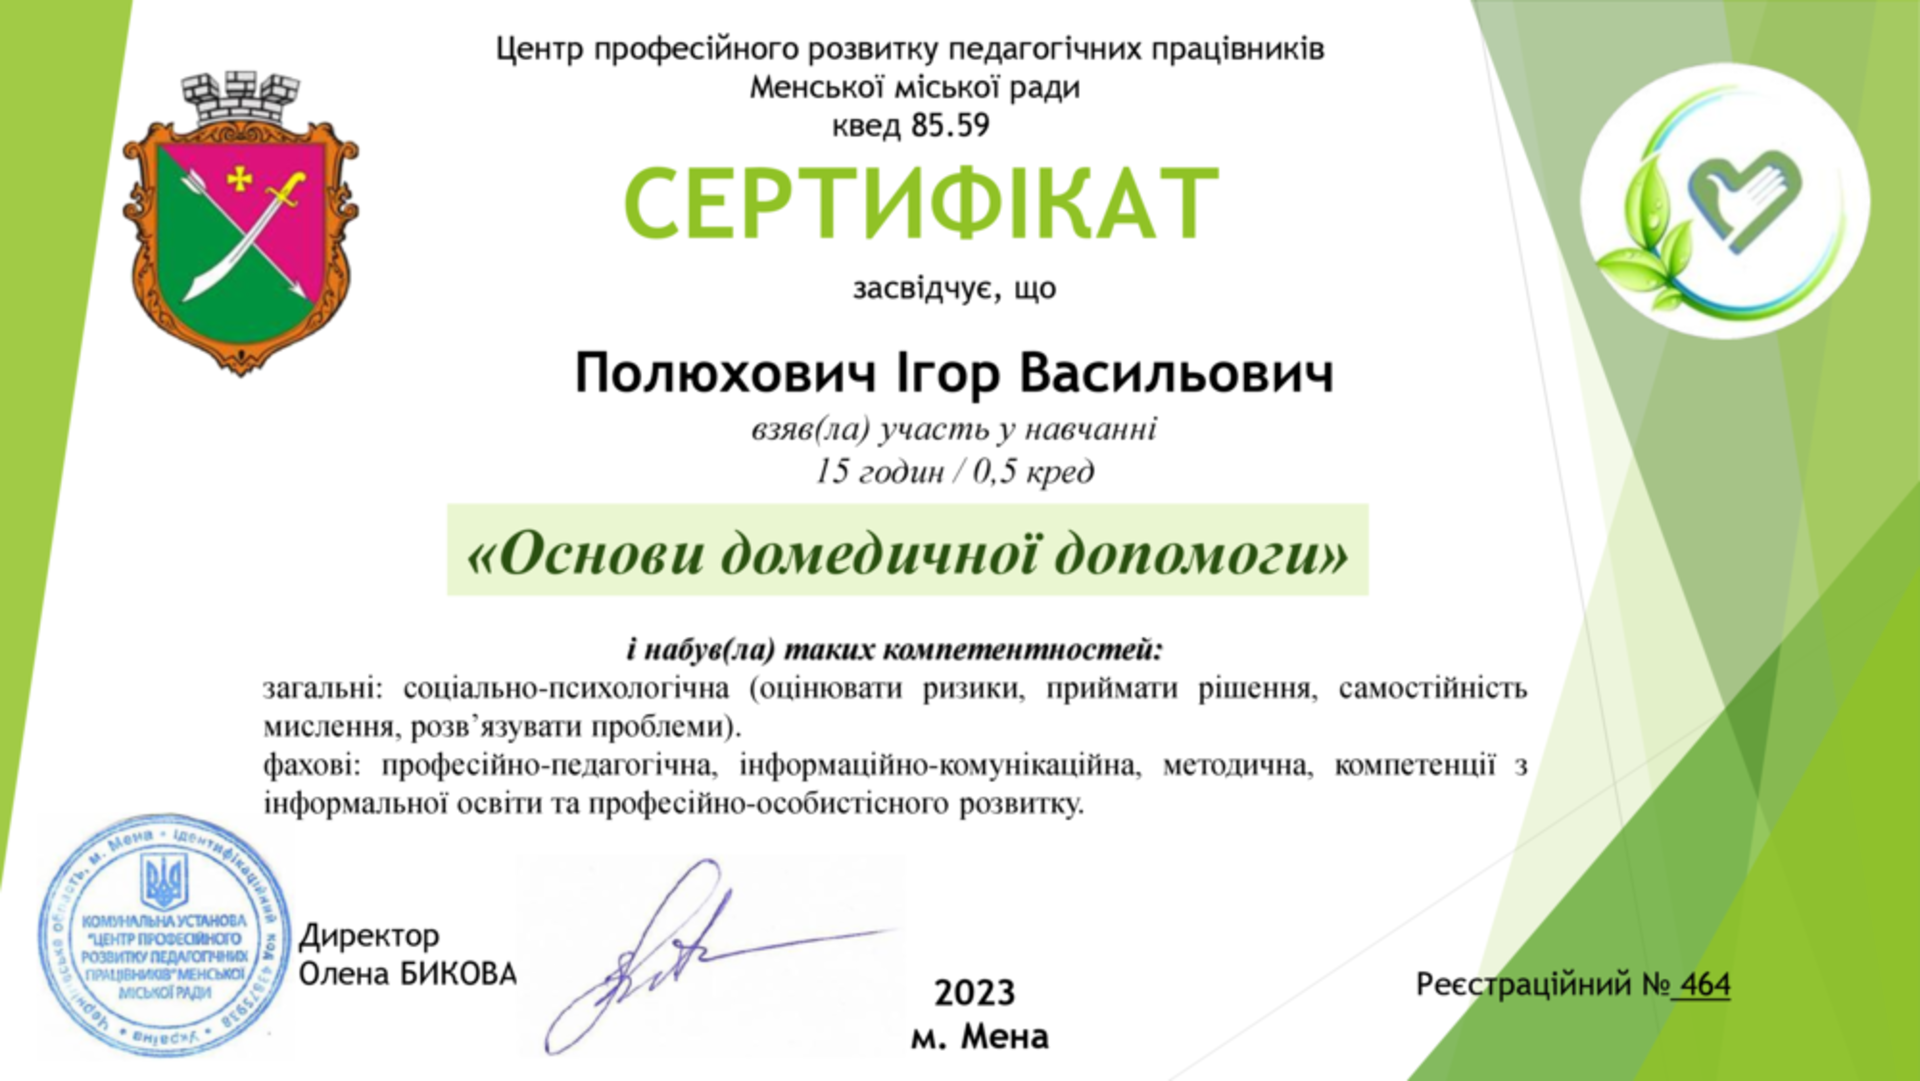 Центр професійного розвитку педагогічних працівників
Менської міської ради
квед 85.59
СЕРТИФІКАТ
засвідчує, що
Полюхович Ігор Васильович
взяв(ла) участь у навчанні
15 годин / 0,5 кред
«Основи домедичної допомоги»
і набув(ла) таких компетентностей:
загальні: соціально-психологічна (оцінювати ризики, приймати рішення, самостійність
мислення, розв’язувати проблеми).
фахові: професійно-педагогічна, інформаційно-комунікаційна, методична, компетенції з
інформальної освіти та професійно-особистісного розвитку.
Україна • Чернігівська область, м. Мена • Ідентифікаційний код 43875938
КОМУНАЛЬНА УСТАНОВА
"ЦЕНТР ПРОФЕСІЙНОГО
РОЗВИТКУ ПЕДАГОГІЧНИХ
ПРАЦІВНИКІВ" МЕНСЬКОЇ
МІСЬКОЇ РАДИ
Директор
Олена БИКОВА
2023
м. Мена
Реєстраційний № 464